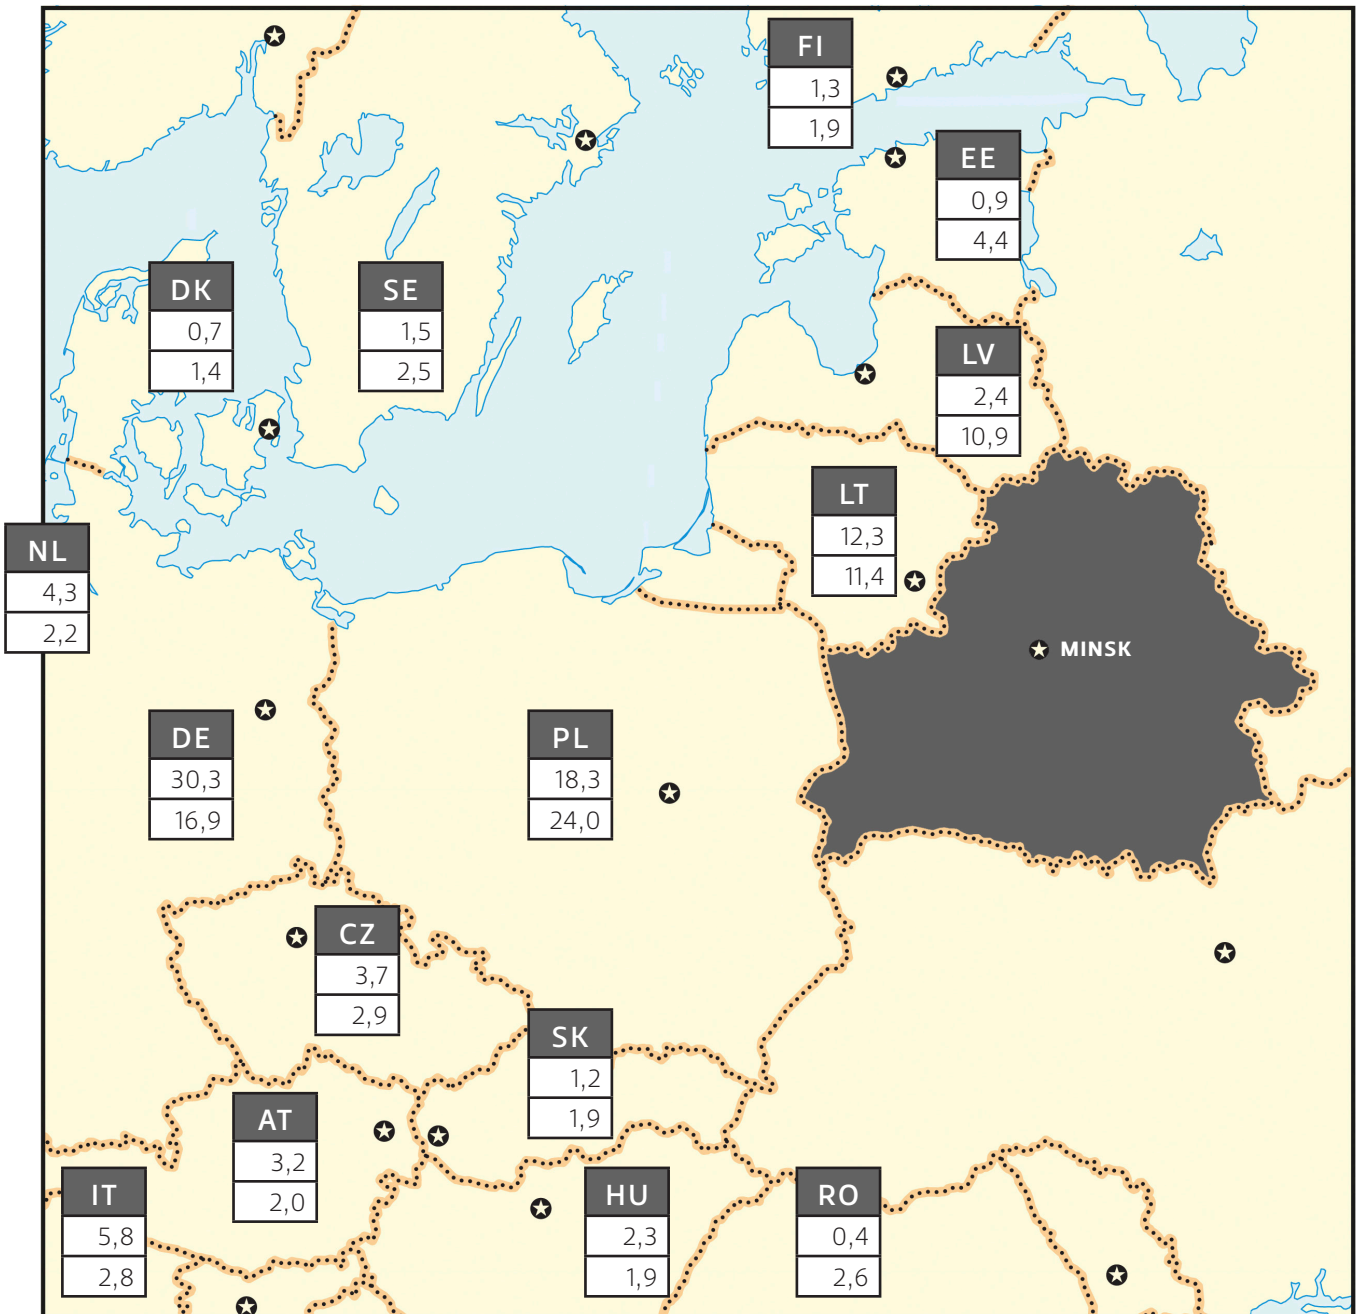 FI
1,3
1,9
EE
0,9
4,4
DK
0,7
1,4
SE
1,5
2,5
LV
2,4
10,9
LT
12,3
11,4
NL
4,3
2,2
MINSK
DE
30,3
16,9
PL
18,3
24,0
CZ
3,7
2,9
SK
1,2
1,9
AT
3,2
2,0
IT
5,8
2,8
HU
2,3
1,9
RO
0,4
2,6